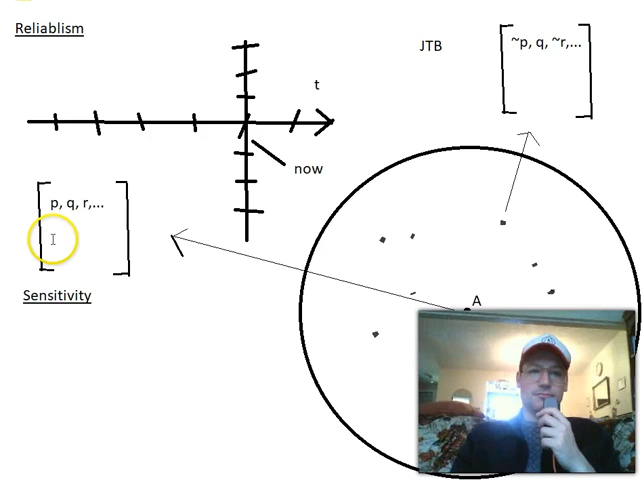 Reliablism
JTB
~p, q, ~r,...
t
now
p, q, r,...
Sensitivity
A